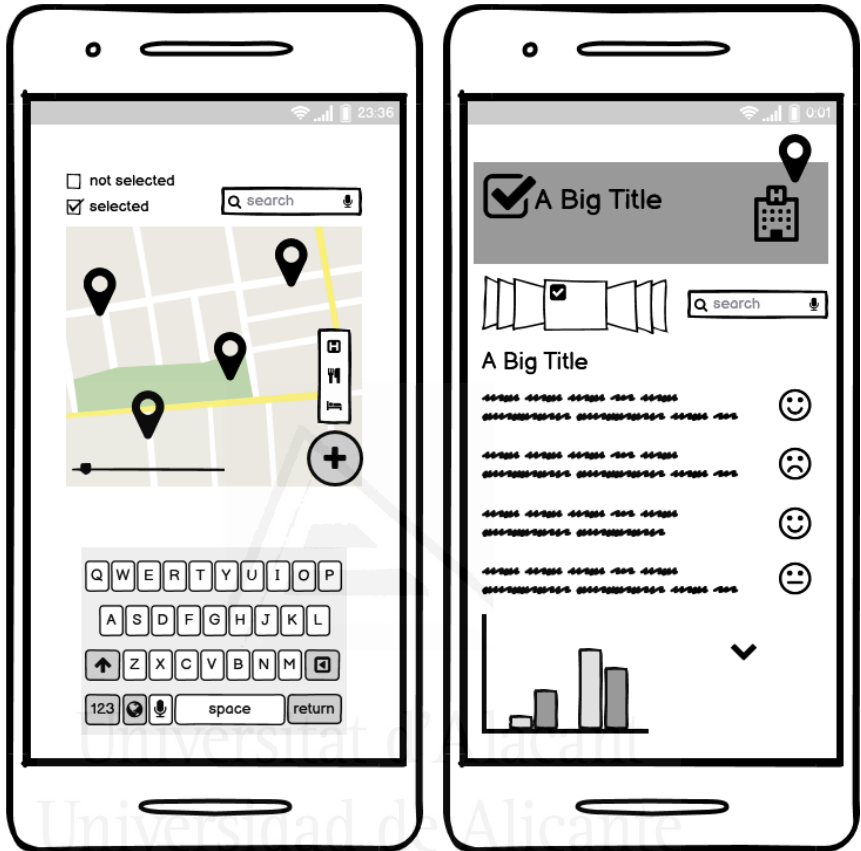 23:36
not selected
selected
search
Q W E R T Y U I O P
A S D F G H J K L
Z X C V B N M
123 space return
0:01
A Big Title
H
search
A Big Title
Universitat d'Alacant
Universidad de Alicante